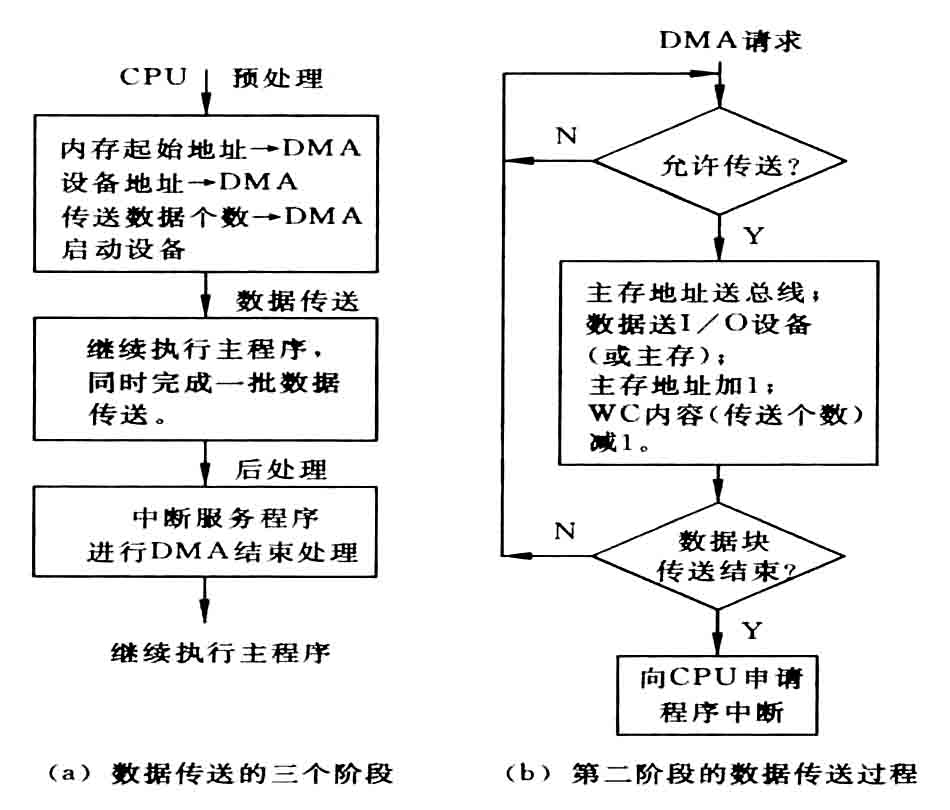 CPU 预处理
内存起始地址→DMA
设备地址→DMA
传送数据个数→DMA
启动设备
数据传送
继续执行主程序，
同时完成一批数据
传送。
后处理
中断服务程序
进行DMA结束处理
继续执行主程序
(a) 数据传送的三个阶段
DMA请求
N
允许传送?
Y
主存地址送总线；
数据送I／O设备
(或主存)；
主存地址加1；
WC内容(传送个数)
减1。
N
数据块
传送结束?
Y
向CPU申请
程序中断
(b) 第二阶段的数据传送过程